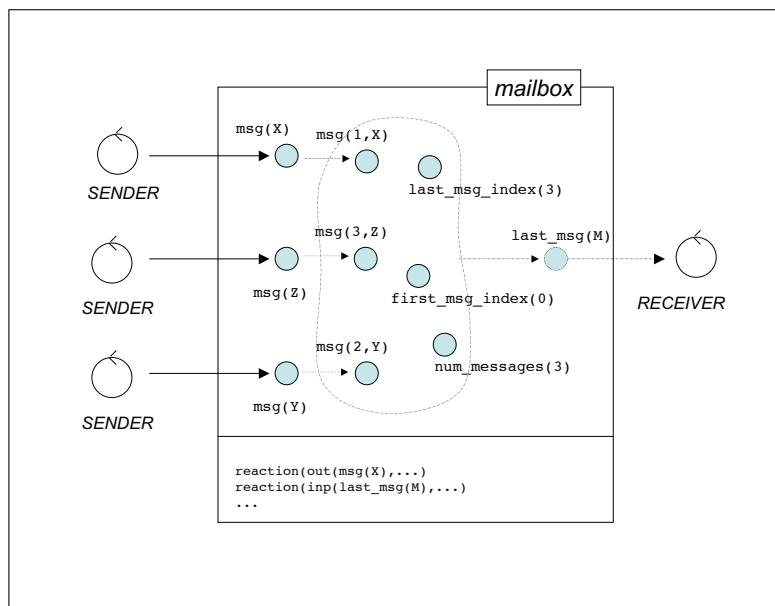 mailbox
msg(X)
msg(1,X)
SENDER
last_msg_index(3)
msg(3,Z)
last_msg(M)
msg(Z)
first_msg_index(0)
SENDER
RECEIVER
msg(2,Y)
num_messages(3)
msg(Y)
SENDER
reaction(out(msg(X),...)
reaction(inp(last_msg(M),...)
...